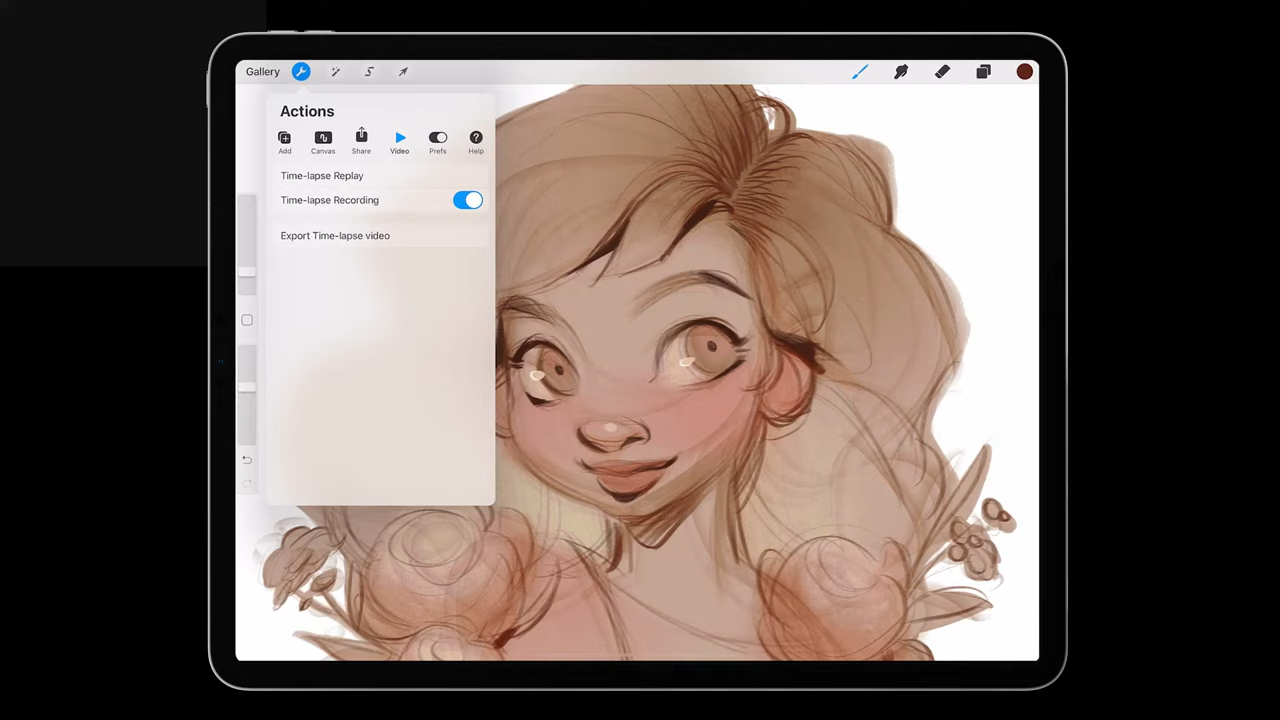 Gallery
Actions
Add Canvas Share Video Prefs Help
Time-lapse Replay
Time-lapse Recording
Export Time-lapse video